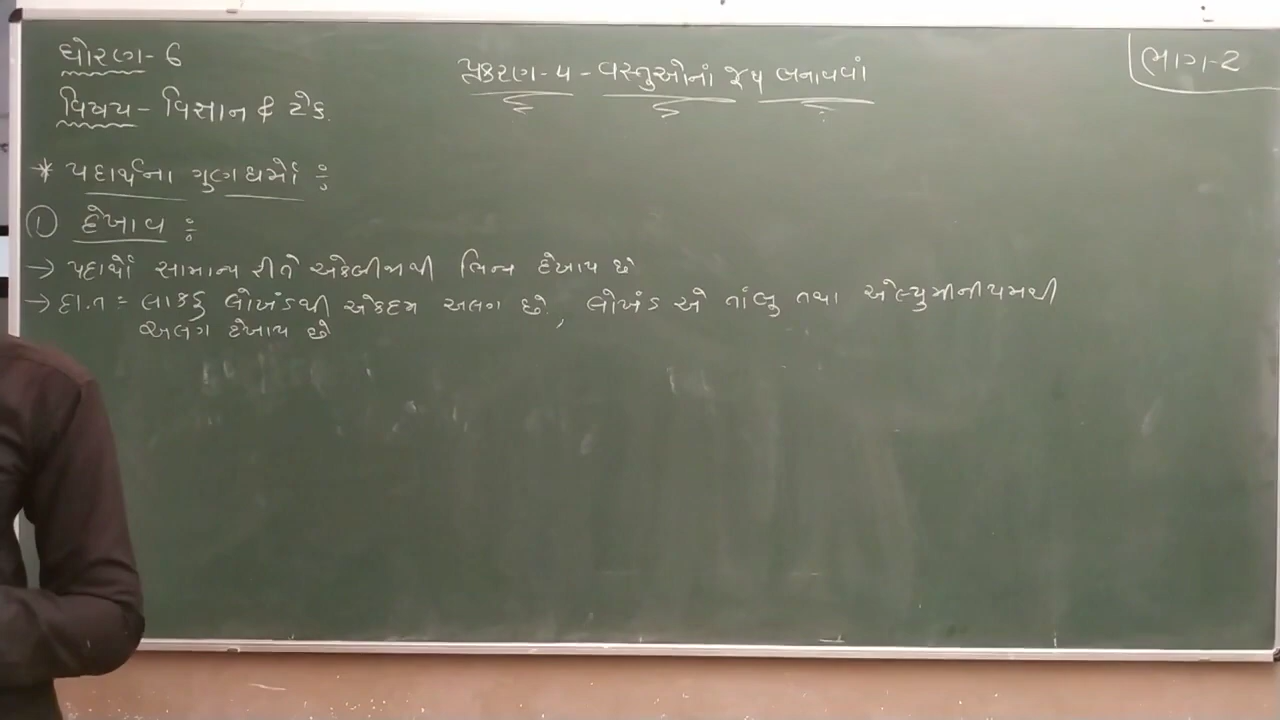 ધોરણ - 6
પ્રકરણ - ૫ - વસ્તુઓનાં જૂથ બનાવવાં
ભાગ-2
વિષય - વિજ્ઞાન & ટેક.
* પદાર્થના ગુણધર્મો :
① દેખાવ :
→ પદાર્થો સામાન્ય રીતે એકબીજાથી ભિન્ન દેખાય છે
→ દા.ત = લાકડુ લોખંડથી એકદમ અલગ છે, લોખંડ એ તાંબુ તથા એલ્યુમીનીયમથી
અલગ દેખાય છે